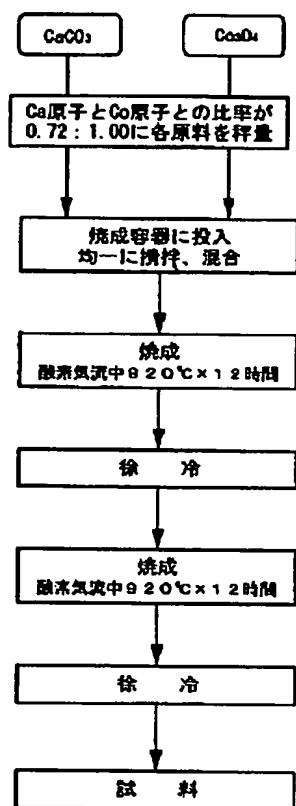 CaCO₃
Co₃O₄
Ca原子とCo原子との比率が
0.72：1.00に各原料を秤量
焼成容器に投入
均一に攪拌、混合
焼成
酸素気流中９２０℃×１２時間
徐　冷
焼成
酸素気流中９２０℃×１２時間
徐　冷
試　料